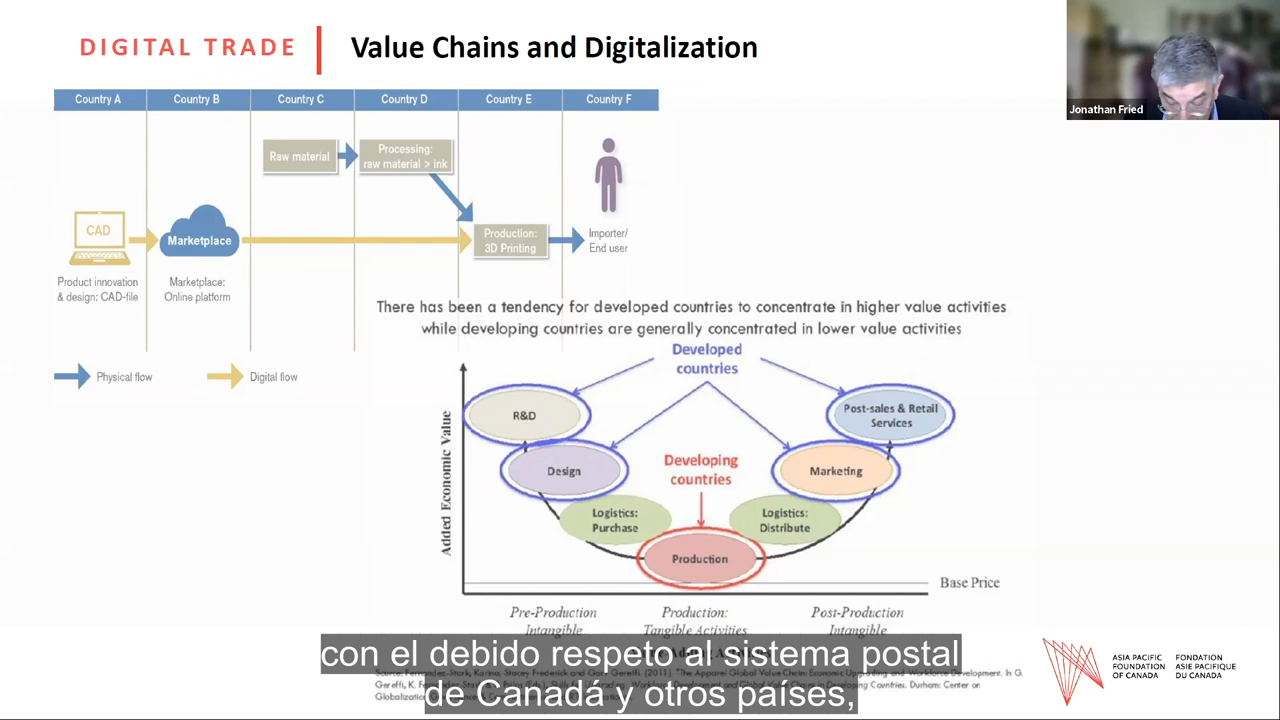 DIGITAL TRADE
Value Chains and Digitalization
Jonathan Fried
Country A
Country B
Country C
Country D
Country E
Country F
Raw material
Processing:
raw material > ink
CAD
Marketplace
Production:
3D Printing
Importer/
End user
Product innovation
& design: CAD-file
Marketplace:
Online platform
Physical flow
Digital flow
There has been a tendency for developed countries to concentrate in higher value activities
while developing countries are generally concentrated in lower value activities
Developed
countries
Added Economic Value
R&D
Post-sales & Retail
Services
Design
Developing
countries
Marketing
Logistics:
Purchase
Logistics:
Distribute
Production
Base Price
Pre-Production
Intangible
Production:
Tangible Activities
Post-Production
Intangible
con el debido respeto al sistema postal
de Canadá y otros países,
ASIA PACIFIC
FOUNDATION
OF CANADA
FONDATION
ASIE PACIFIQUE
DU CANADA